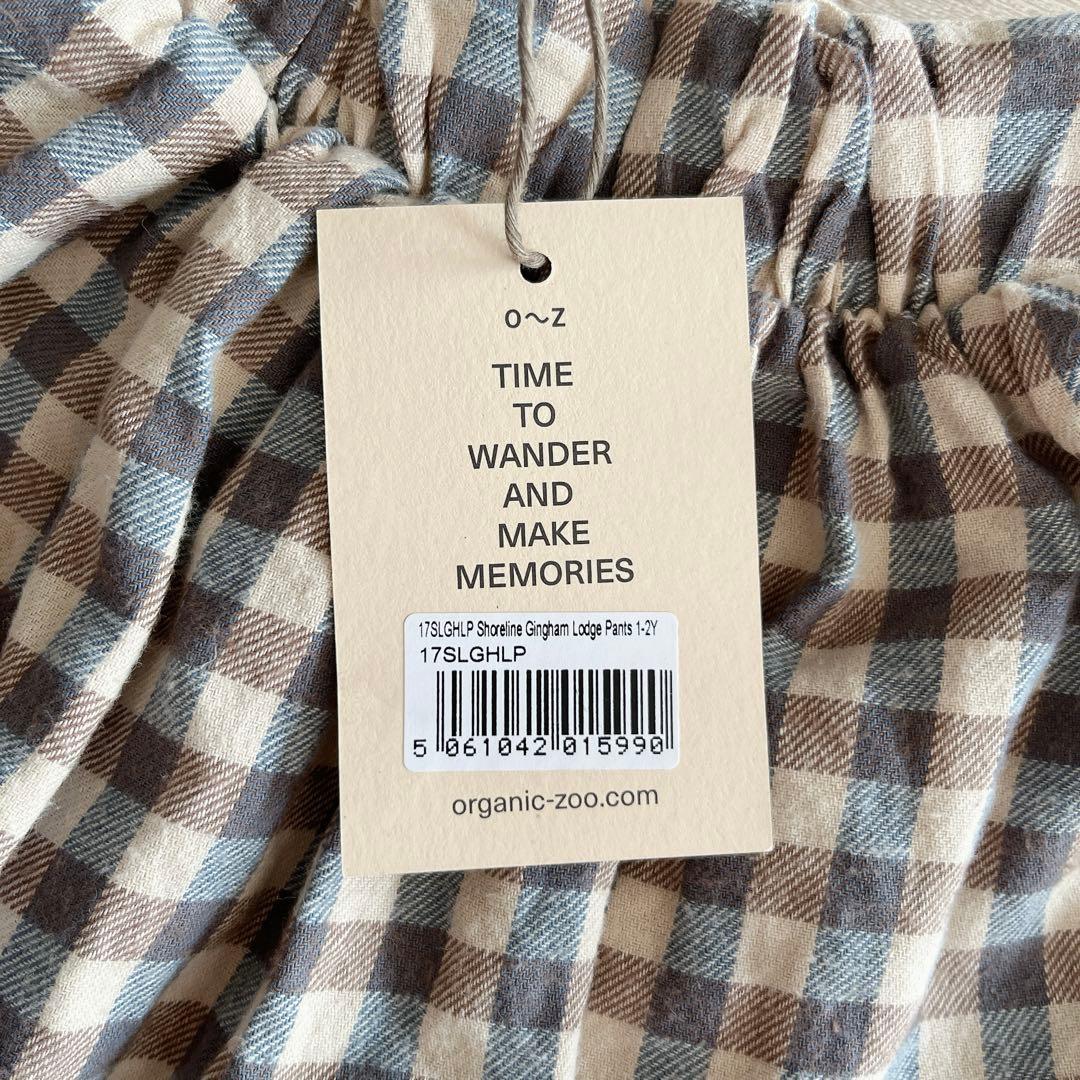 o~z
TIME
TO
WANDER
AND
MAKE
MEMORIES
17SLGHLP Shoreline Gingham Lodge Pants 1-2Y
17SLGHLP
5 061042 015990
organic-zoo.com